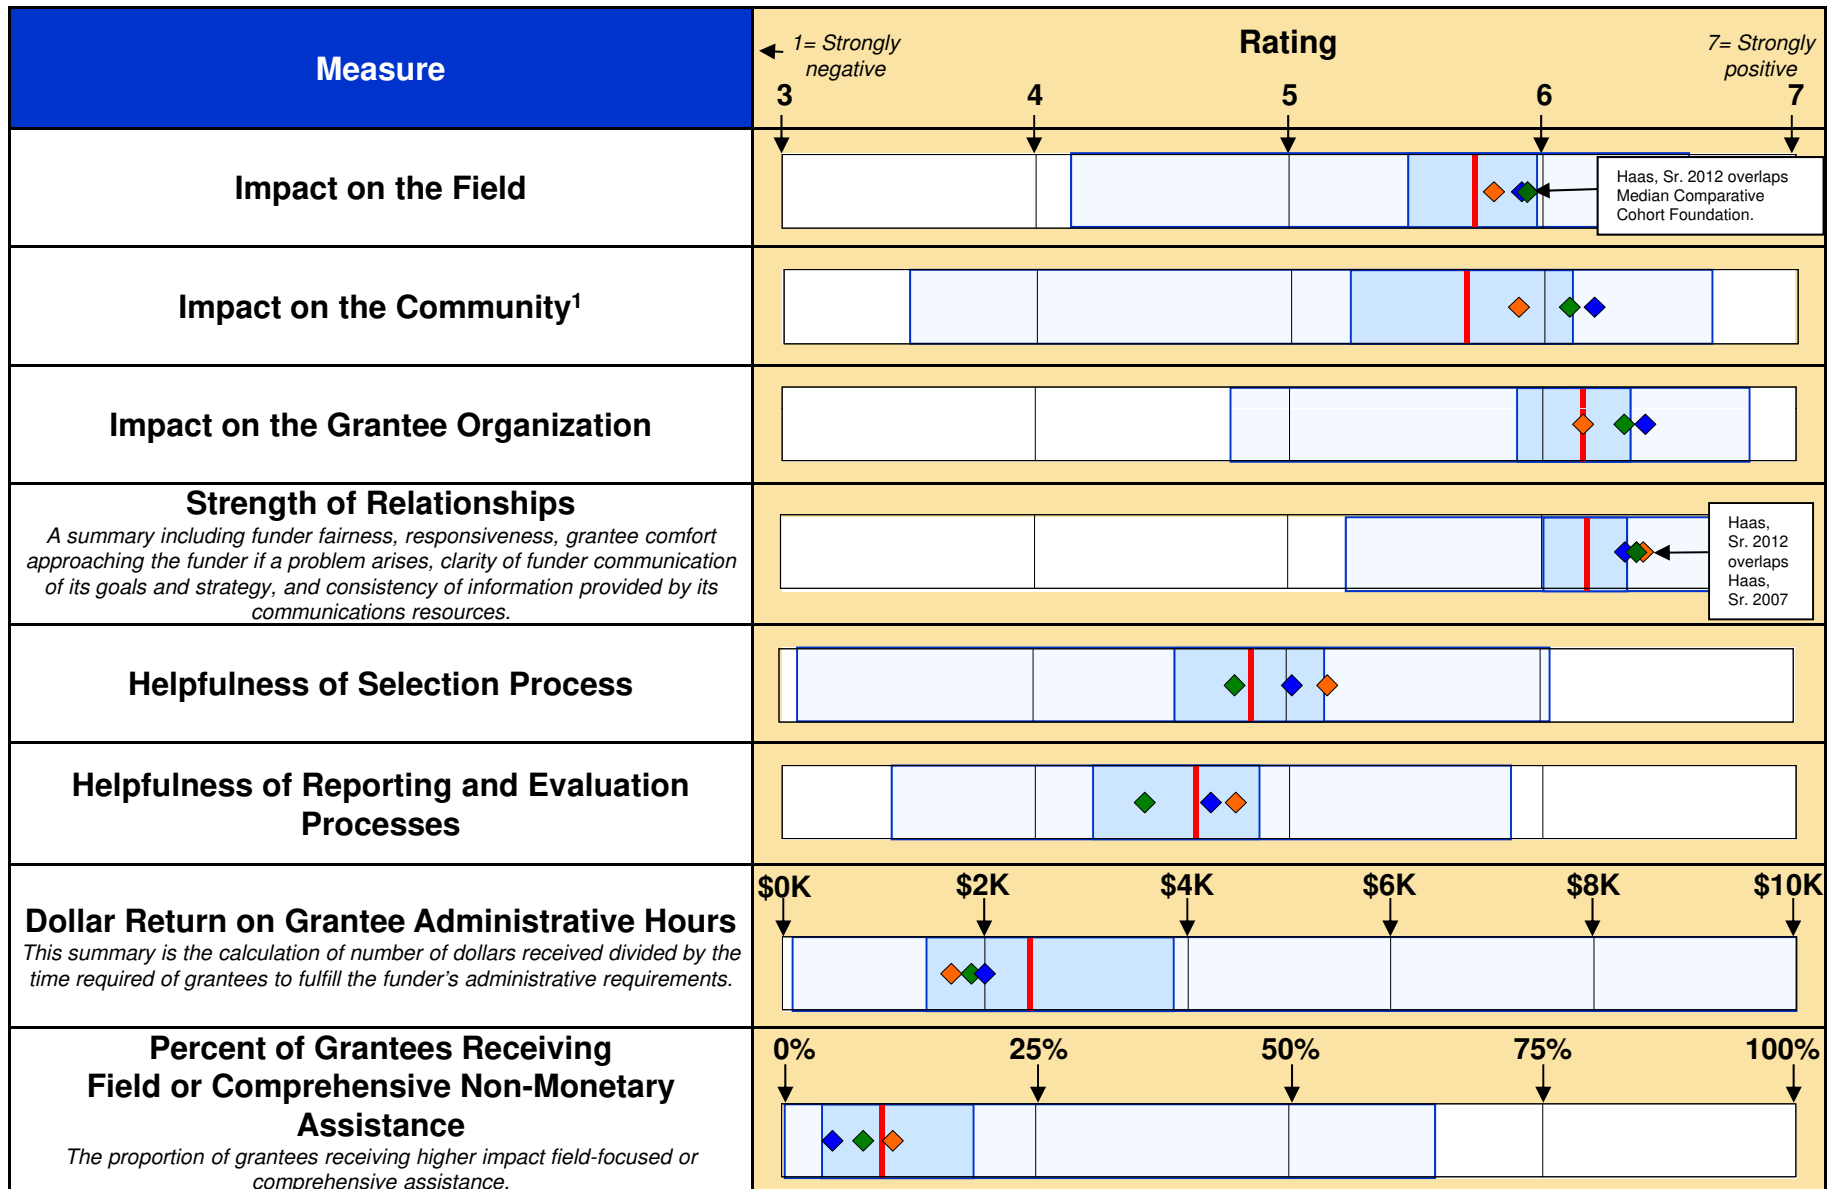 Measure
Rating
1= Strongly
negative
7= Strongly
positive
3 4 5 6 7
Impact on the Field
Haas, Sr. 2012 overlaps
Median Comparative
Cohort Foundation.
Impact on the Community1
Impact on the Grantee Organization
Strength of Relationships
A summary including funder fairness, responsiveness, grantee comfort
approaching the funder if a problem arises, clarity of funder communication
of its goals and strategy, and consistency of information provided by its
communications resources.
Haas,
Sr. 2012
overlaps
Haas,
Sr. 2007
Helpfulness of Selection Process
Helpfulness of Reporting and Evaluation
Processes
$0K $2K $4K $6K $8K $10K
Dollar Return on Grantee Administrative Hours
This summary is the calculation of number of dollars received divided by the
time required of grantees to fulfill the funder’s administrative requirements.
0% 25% 50% 75% 100%
Percent of Grantees Receiving
Field or Comprehensive Non-Monetary
Assistance
The proportion of grantees receiving higher impact field-focused or
comprehensive assistance.